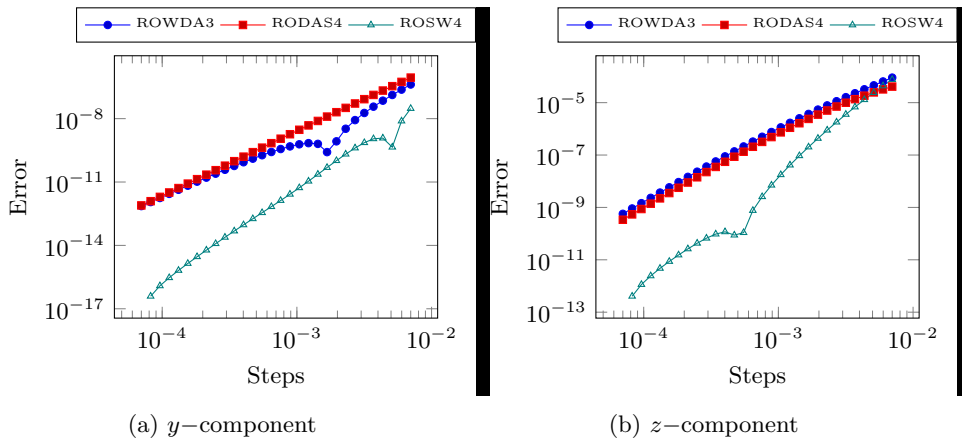 ROWDA3 RODAS4 ROSW4
10^−8
10^−11
10^−14
10^−17
Error
10^−4 10^−3 10^−2
Steps
(a) y−component
ROWDA3 RODAS4 ROSW4
10^−5
10^−7
10^−9
10^−11
10^−13
Error
10^−4 10^−3 10^−2
Steps
(b) z−component